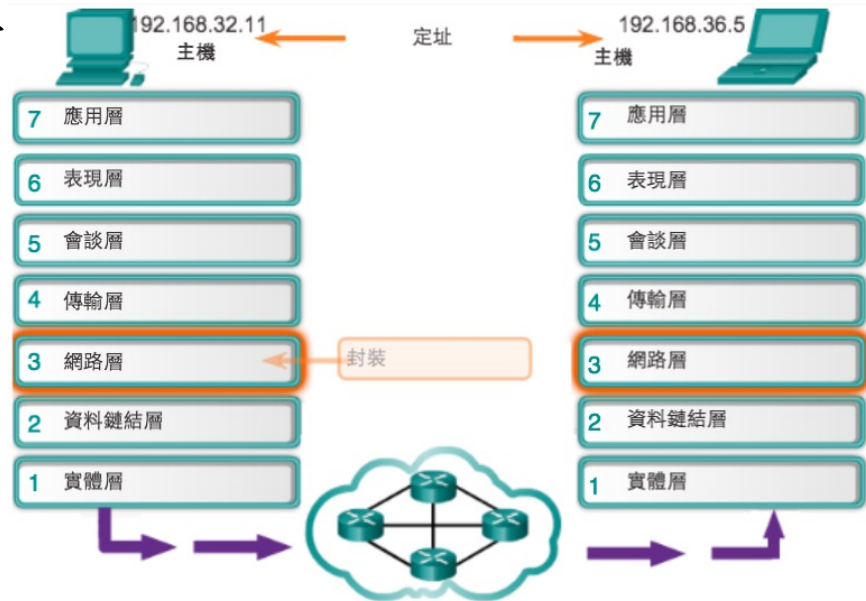 192.168.32.11
主機
定址
192.168.36.5
主機
7 應用層
6 表現層
5 會談層
4 傳輸層
3 網路層
2 資料鏈結層
1 實體層
封裝
7 應用層
6 表現層
5 會談層
4 傳輸層
3 網路層
2 資料鏈結層
1 實體層